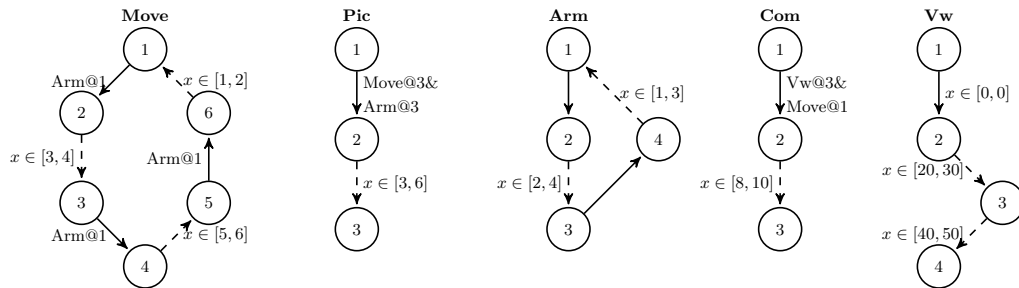 Move
1
Arm@1
x ∈ [1, 2]
2
6
x ∈ [3, 4]
Arm@1
3
5
Arm@1
x ∈ [5, 6]
4
Pic
1
Move@3&
Arm@3
2
x ∈ [3, 6]
3
Arm
1
x ∈ [1, 3]
2
4
x ∈ [2, 4]
3
Com
1
Vw@3&
Move@1
2
x ∈ [8, 10]
3
Vw
1
x ∈ [0, 0]
2
x ∈ [20, 30]
3
x ∈ [40, 50]
4